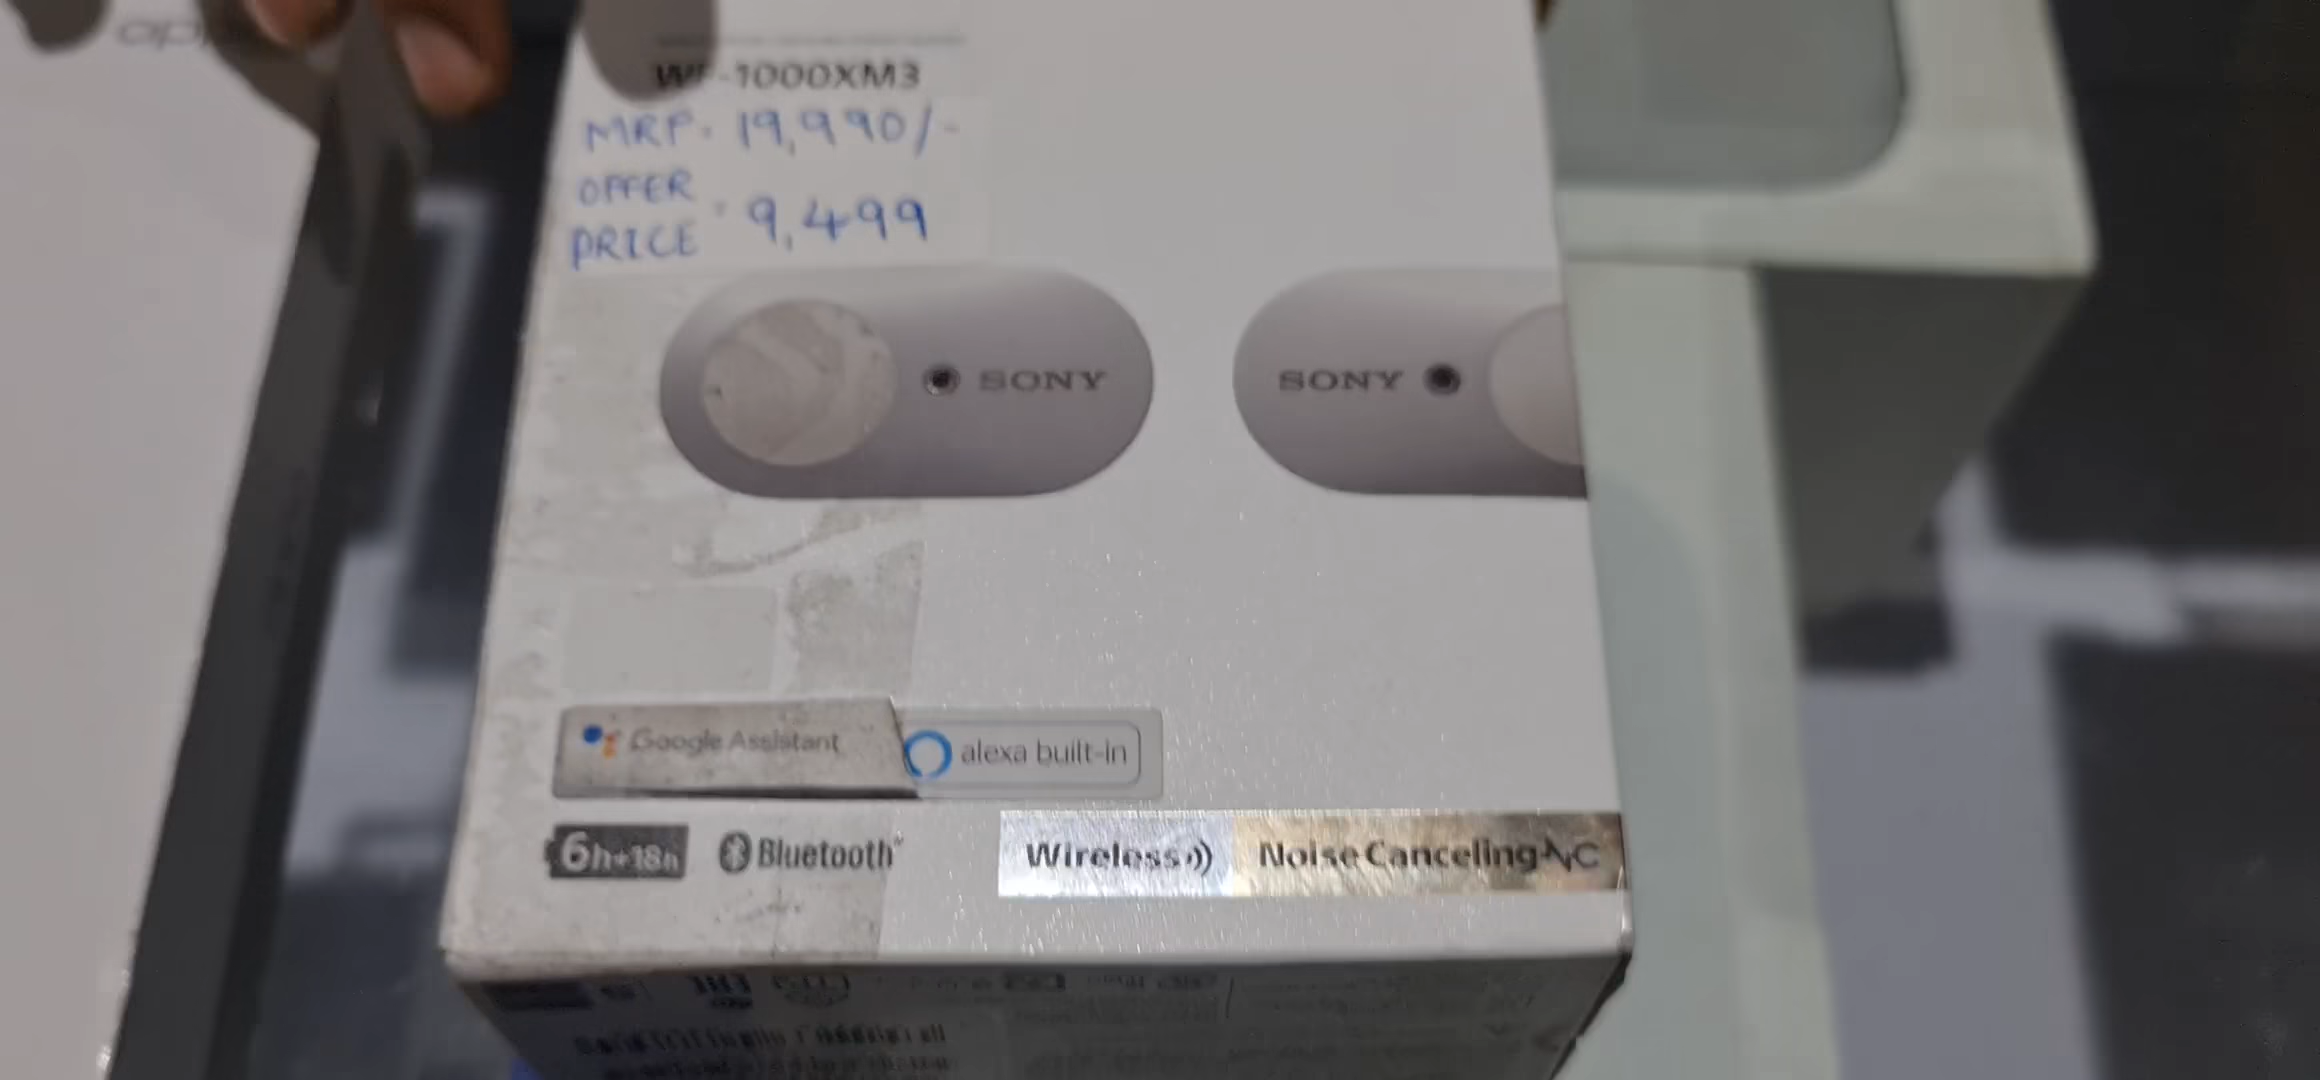 WF-1000XM3
MRP. 19,990/-
OFFER
PRICE 9,499
SONY
SONY
Google Assistant
alexa built-in
6h+18h
Bluetooth
Wireless
Noise Canceling